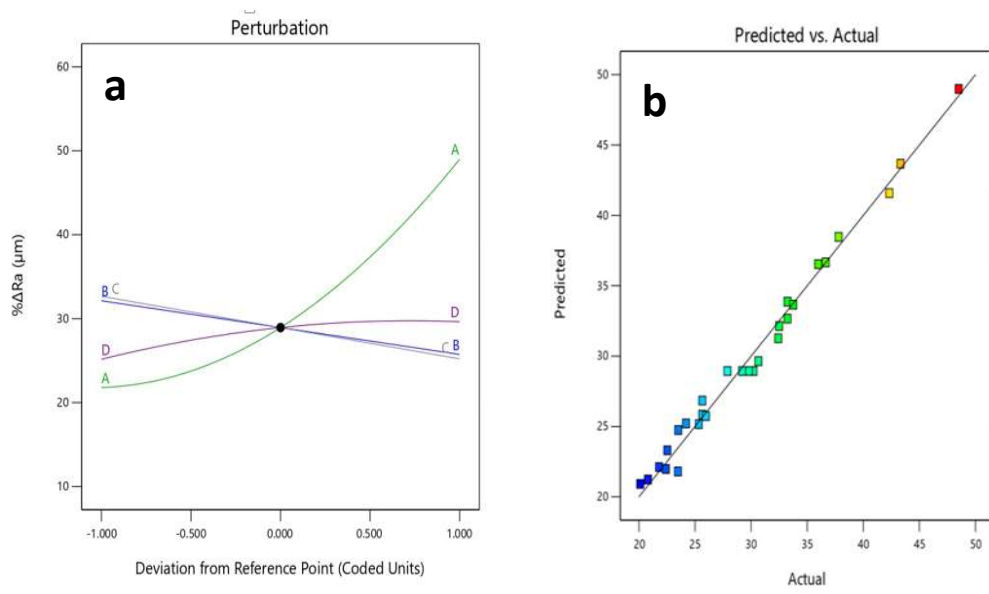 Perturbation
a
%ΔRa (µm)
60
50
40
30
20
10
A
B C
D
A
D
C B
-1.000 -0.500 0.000 0.500 1.000
Deviation from Reference Point (Coded Units)
Predicted vs. Actual
b
Predicted
50
45
40
35
30
25
20
20 25 30 35 40 45 50
Actual